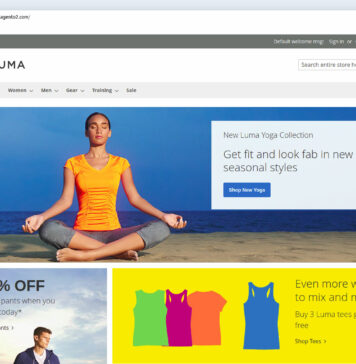 agento2.com/
Default welcome msg! Sign in or
UMA
Search entire store h
Women Men Gear Training Sale
New Luma Yoga Collection
Get fit and look fab in new
seasonal styles
Shop New Yoga
% OFF
pants when you
today*
nts >
Even more w
to mix and m
Buy 3 Luma tees g
free
Shop Tees >